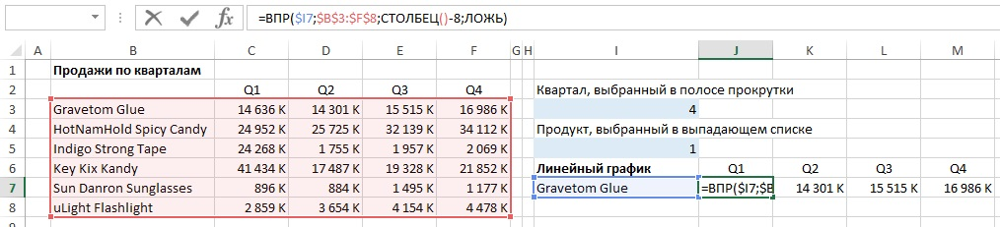 =ВПР($I7;$B$3:$F$8;СТОЛБЕЦ()-8;ЛОЖЬ)
A B C D E F G H I J K L M
1 Продажи по кварталам
2 Q1 Q2 Q3 Q4 Квартал, выбранный в полосе прокрутки
3 Gravetom Glue 14 636 K 14 301 K 15 515 K 16 986 K 4
4 HotNamHold Spicy Candy 24 952 K 25 725 K 32 139 K 34 112 K Продукт, выбранный в выпадающем списке
5 Indigo Strong Tape 24 268 K 1 755 K 1 957 K 2 069 K 1
6 Key Kix Kandy 41 434 K 17 487 K 19 328 K 21 852 K Линейный график Q1 Q2 Q3 Q4
7 Sun Danron Sunglasses 896 K 884 K 1 495 K 1 177 K Gravetom Glue =ВПР($I7;$B 14 301 K 15 515 K 16 986 K
8 uLight Flashlight 2 859 K 3 654 K 4 154 K 4 478 K
9